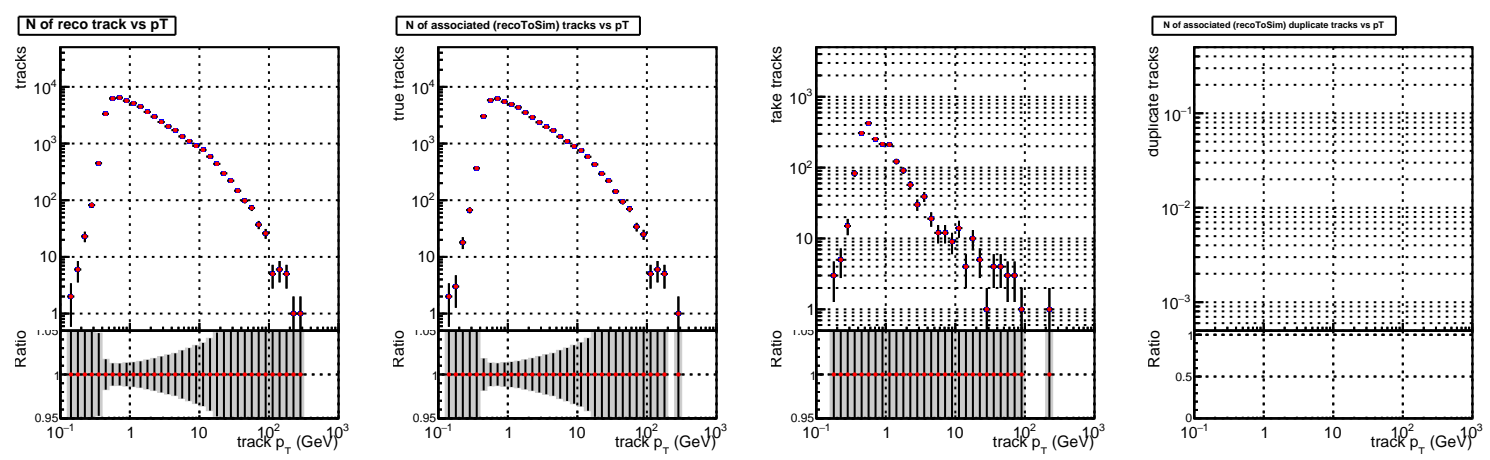 N of reco track vs pT
tracks
10^4
10^3
10^2
10
1
Ratio
1.05
1
0.95
10^-1 1 10 10^2 10^3
track p_T (GeV)
N of associated (recoToSim) tracks vs pT
true tracks
10^4
10^3
10^2
10
1
Ratio
1.05
1
0.95
10^-1 1 10 10^2 10^3
track p_T (GeV)
fake tracks
10^3
10^2
10
1
Ratio
1.05
1
0.95
10^-1 1 10 10^2 10^3
track p_T (GeV)
N of associated (recoToSim) duplicate tracks vs pT
duplicate tracks
10^-1
10^-2
10^-3
Ratio
1
0.5
0
10^-1 1 10 10^2 10^3
track p_T (GeV)